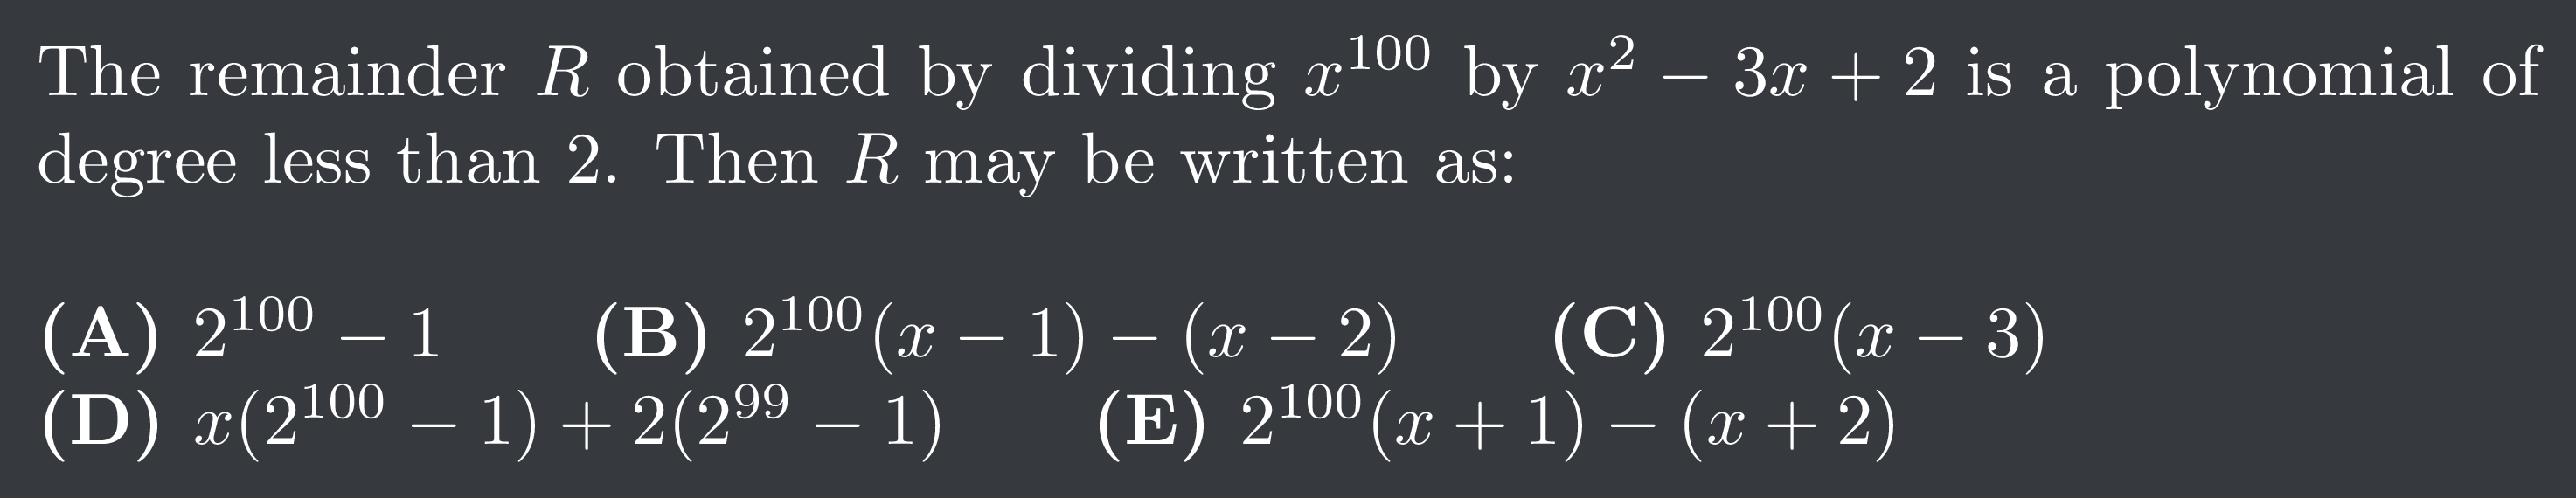 The remainder $R$ obtained by dividing $x^{100}$ by $x^2 - 3x + 2$ is a polynomial of
degree less than 2. Then $R$ may be written as:
(A) $2^{100} - 1$ (B) $2^{100}(x - 1) - (x - 2)$ (C) $2^{100}(x - 3)$
(D) $x(2^{100} - 1) + 2(2^{99} - 1)$ (E) $2^{100}(x + 1) - (x + 2)$